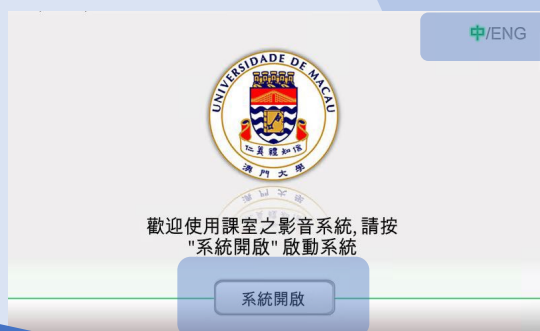 中/ENG
UNIVERSIDADE DE MACAU
仁義禮知信
澳門大學
歡迎使用課室之影音系統, 請按
"系統開啟" 啟動系統
系統開啟